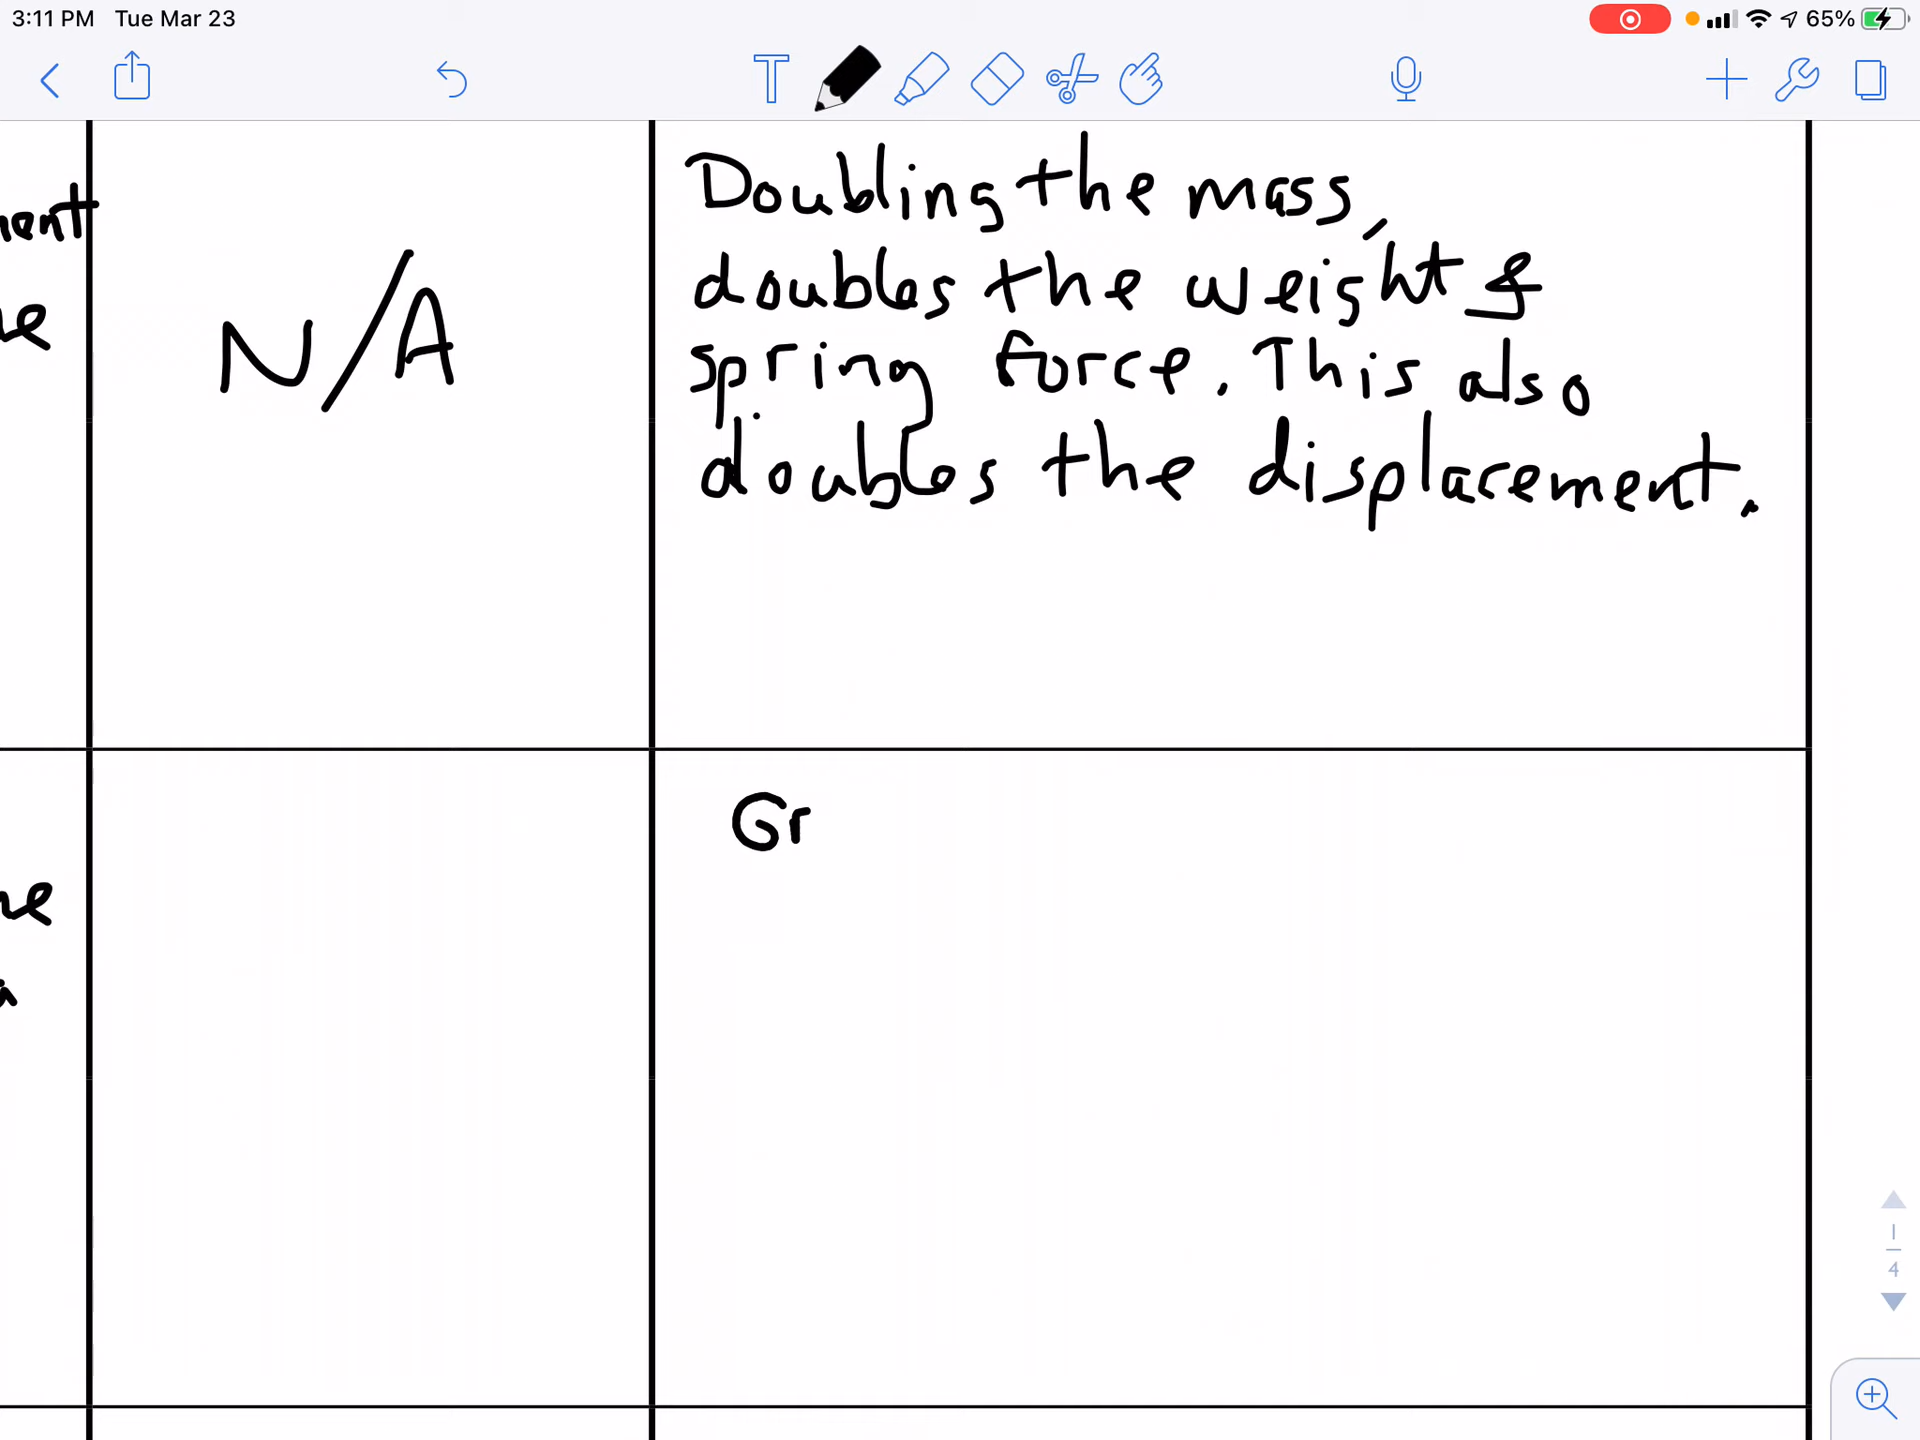 3:11 PM Tue Mar 23
65%
T
N/A
Doubling the mass,
doubles the weight &
spring force. This also
doubles the displacement.
Gr
1
4